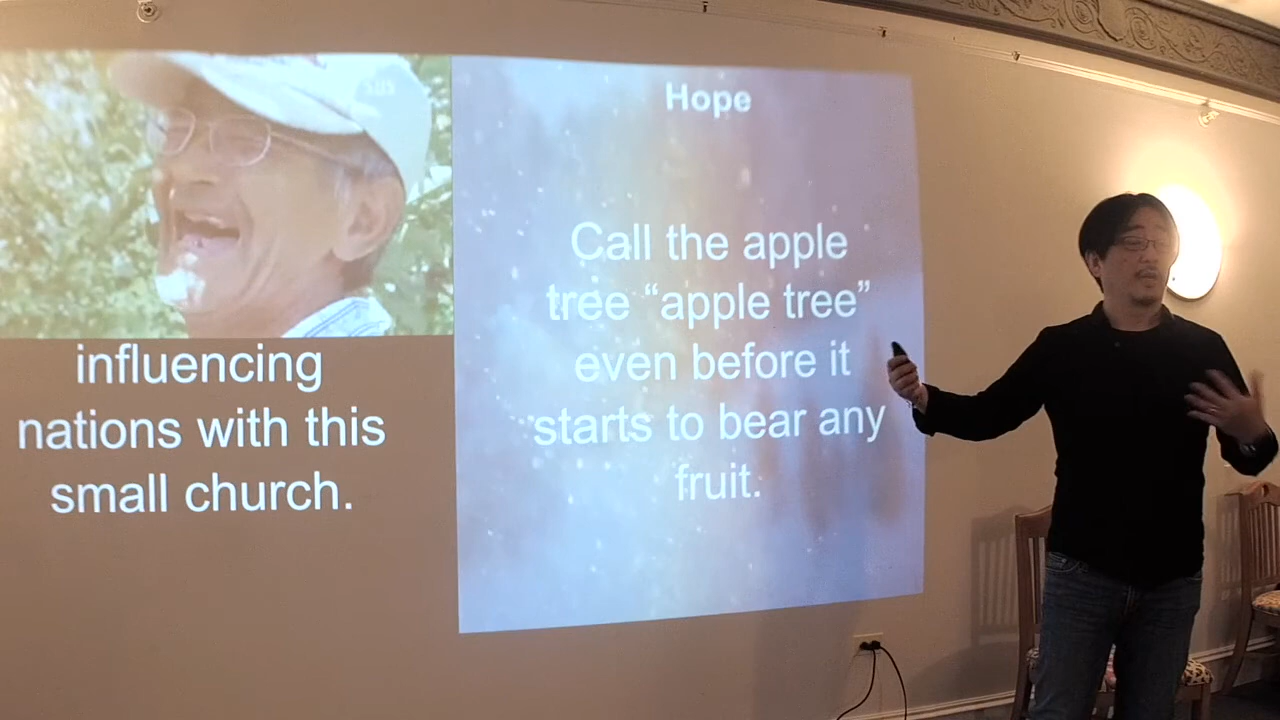 influencing
nations with this
small church.
Hope
Call the apple
tree “apple tree”
even before it
starts to bear any
fruit.